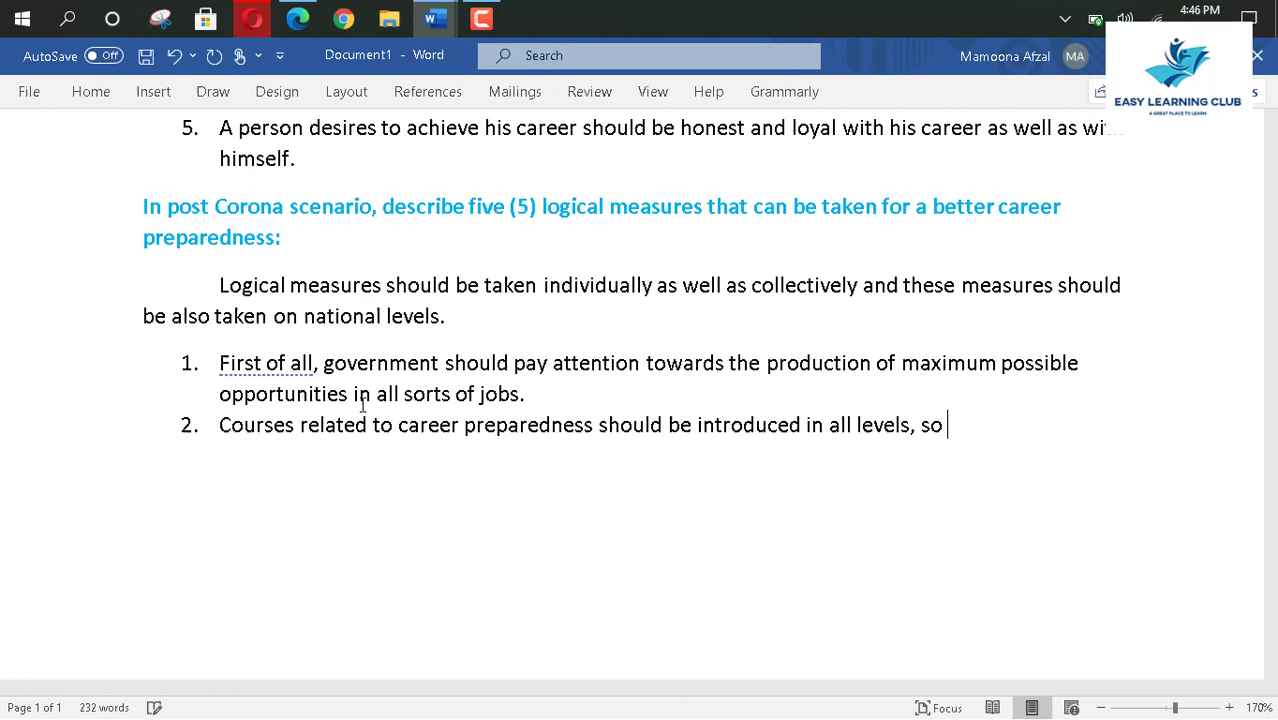 4:46 PM
AutoSave Off Document1 - Word Search Mamoona Afzal MA
File Home Insert Draw Design Layout References Mailings Review View Help Grammarly
EASY LEARNING CLUB
A GREAT PLACE TO LEARN
5. A person desires to achieve his career should be honest and loyal with his career as well as with
himself.
In post Corona scenario, describe five (5) logical measures that can be taken for a better career
preparedness:
Logical measures should be taken individually as well as collectively and these measures should
be also taken on national levels.
1. First of all, government should pay attention towards the production of maximum possible
opportunities in all sorts of jobs.
2. Courses related to career preparedness should be introduced in all levels, so
Page 1 of 1 232 words Focus 170%